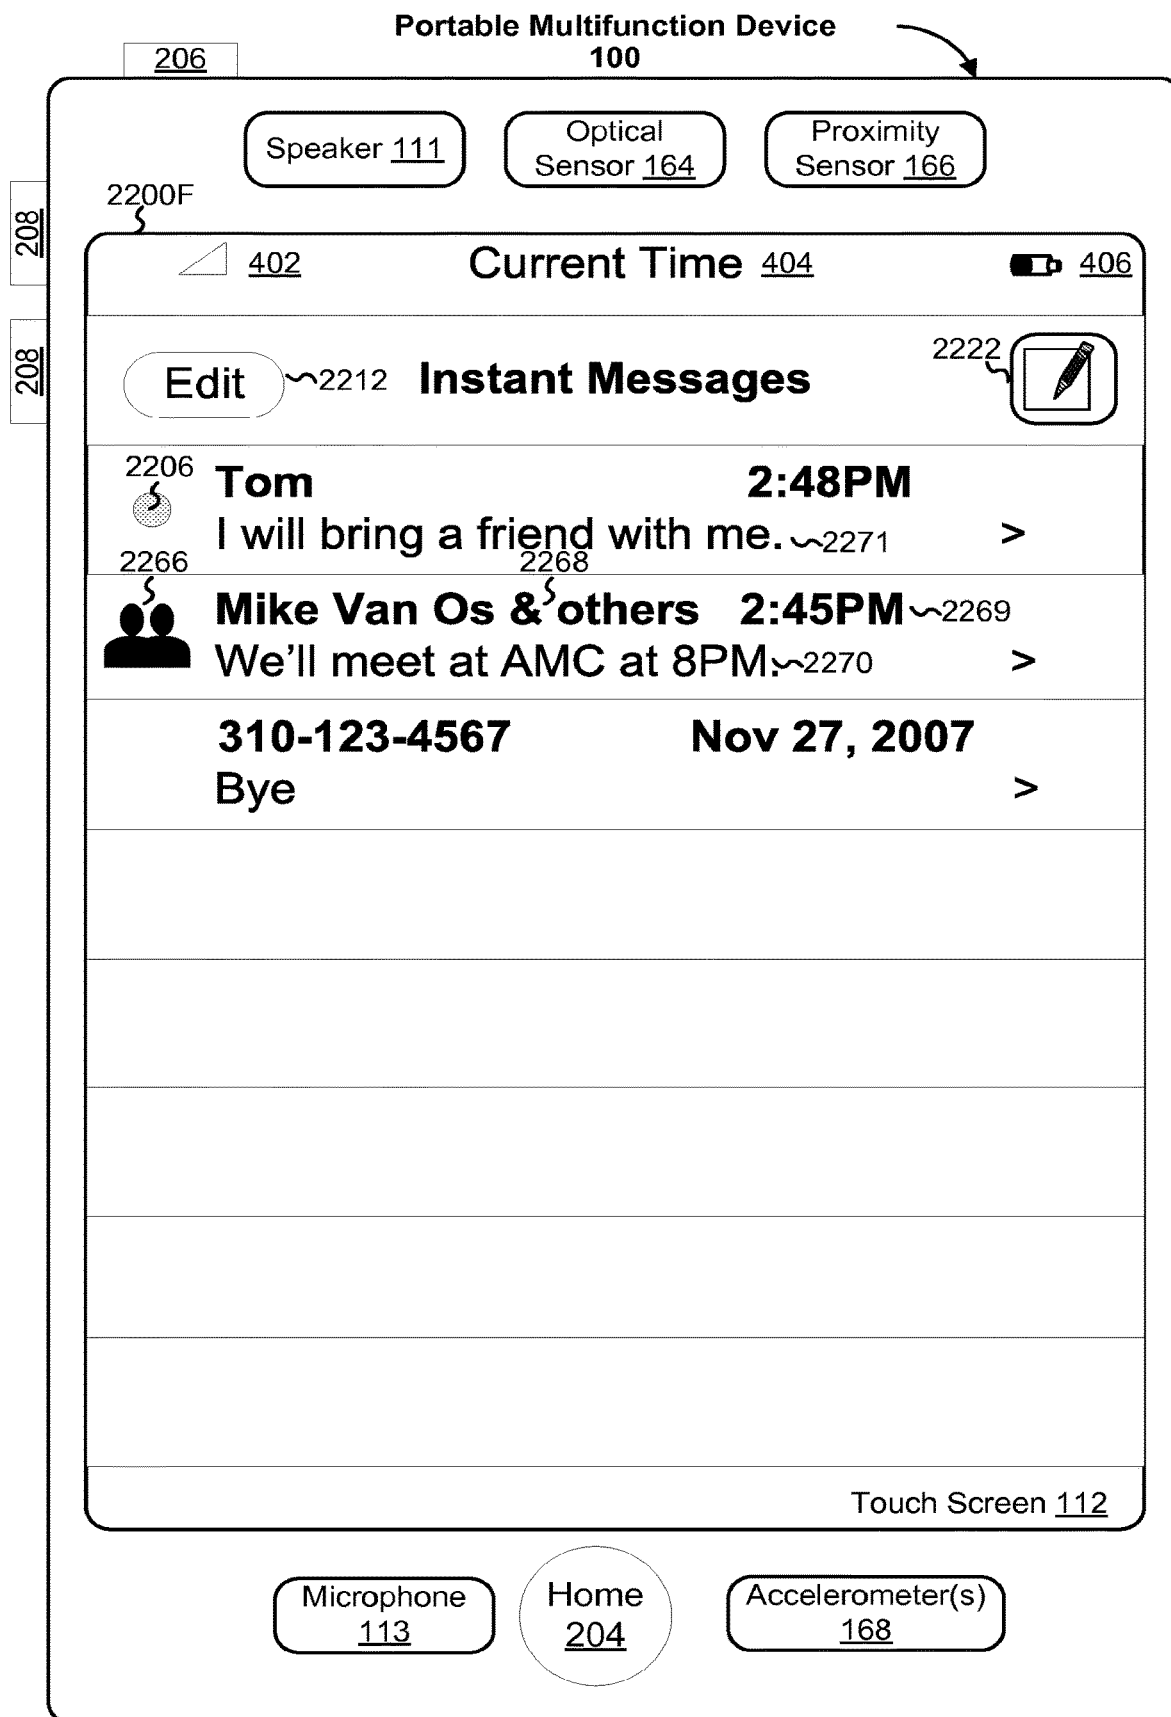 Portable Multifunction Device
100
206
Speaker 111
Optical
Sensor 164
Proximity
Sensor 166
208
2200F
402
Current Time 404
406
208
Edit
2212
Instant Messages
2222
2206
Tom 2:48PM
I will bring a friend with me.
2271
>
2266
2268
Mike Van Os & others 2:45PM
2269
We'll meet at AMC at 8PM.
2270
>
310-123-4567 Nov 27, 2007
Bye >
Touch Screen 112
Microphone
113
Home
204
Accelerometer(s)
168